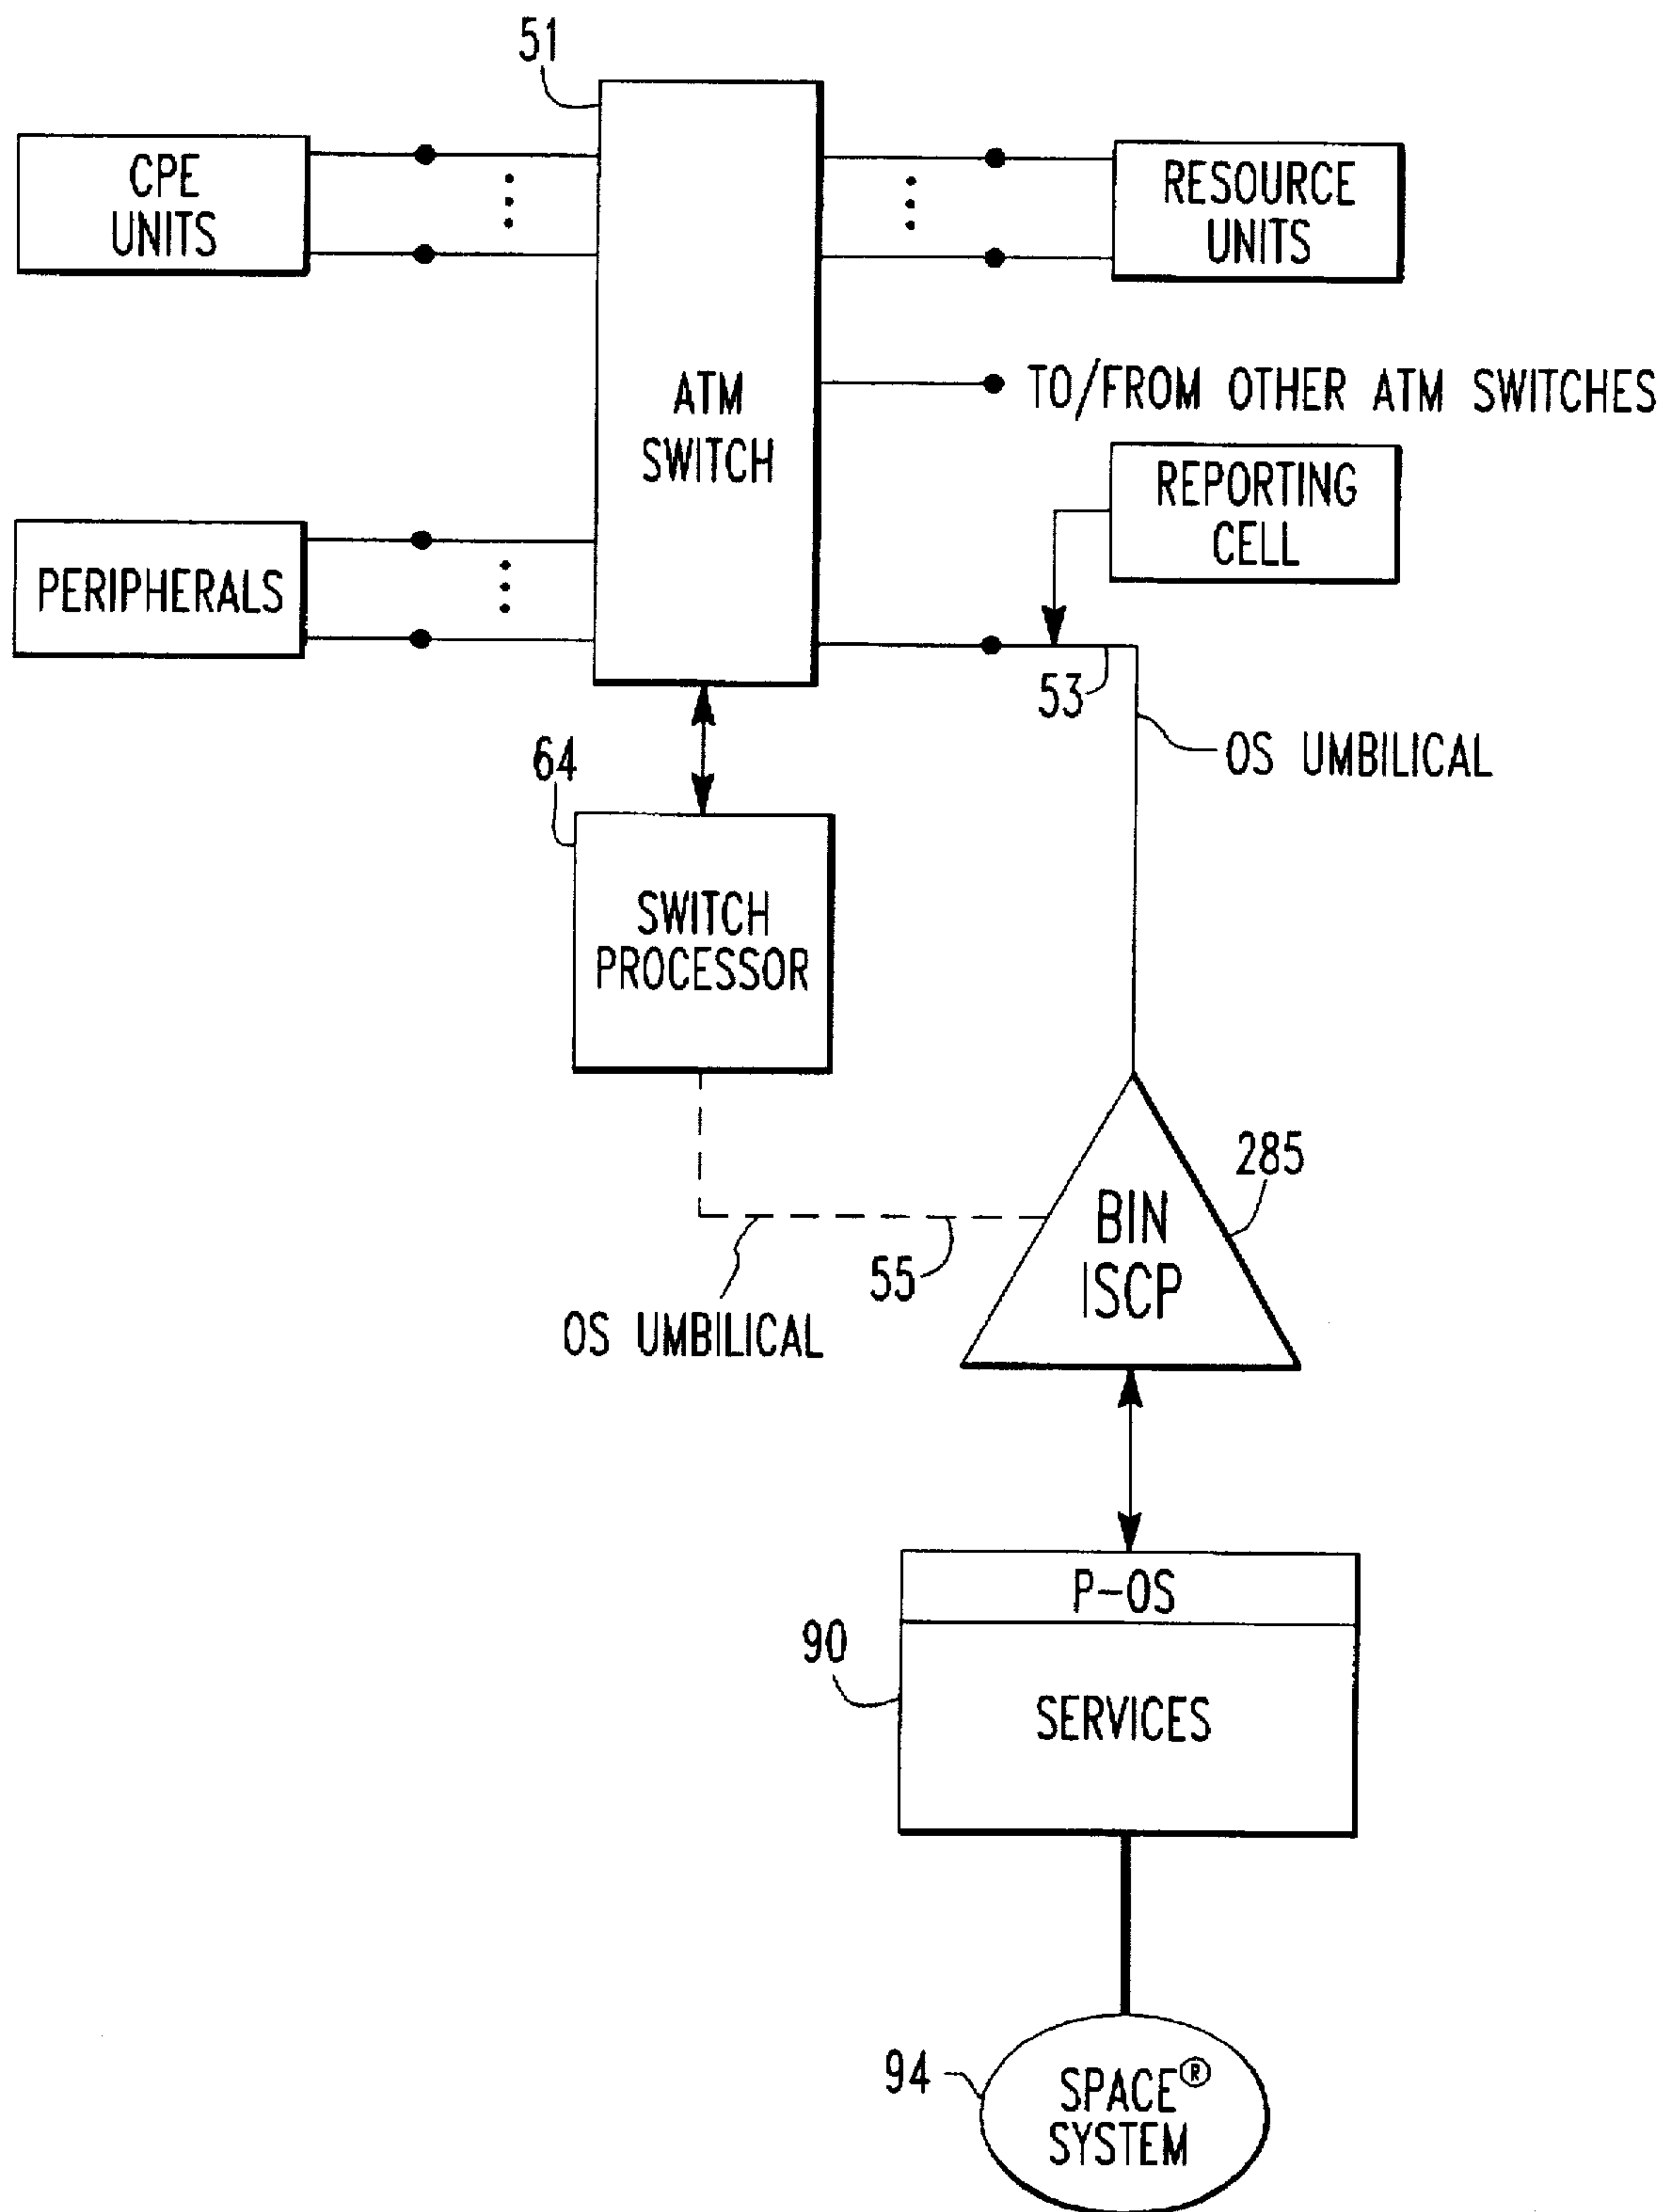 51
CPE
UNITS
RESOURCE
UNITS
ATM
SWITCH
TO/FROM OTHER ATM SWITCHES
REPORTING
CELL
PERIPHERALS
53
OS UMBILICAL
64
SWITCH
PROCESSOR
285
BIN
ISCP
55
OS UMBILICAL
P-OS
90
SERVICES
94
SPACE®
SYSTEM